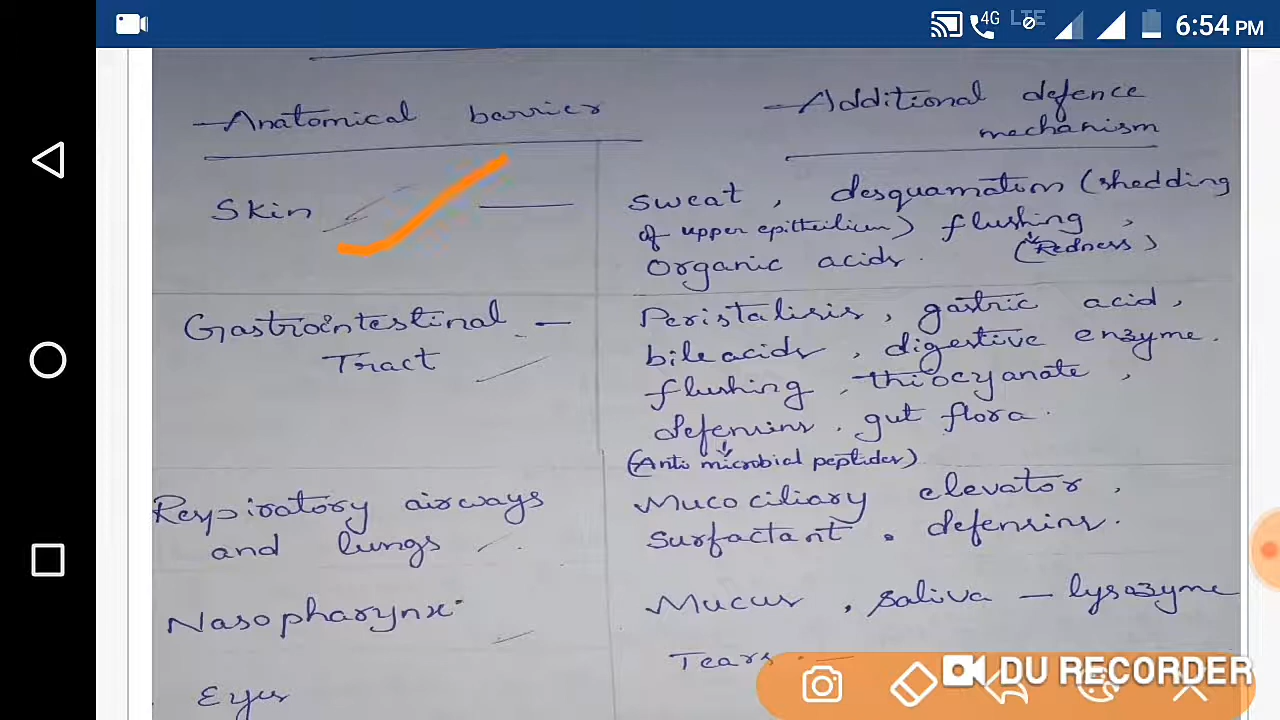 4G LTE 6:54 PM
Anatomical barrier
Additional defence
mechanism
Skin
Sweat, desquamation (shedding
of upper epithelium) flushing,
(Redness)
Organic acids.
Gastrointestinal
Tract
Peristalisis, gastric acid,
bile acids, digestive enzyme.
flushing, thiocyanate,
defensins, gut flora.
(Anti microbial peptides)
Respiratory airways
and lungs
Mucociliary elevator,
Surfactant, defensins.
Nasopharynx
Mucus, saliva - lysozyme
Eyes
Tears.
DU RECORDER